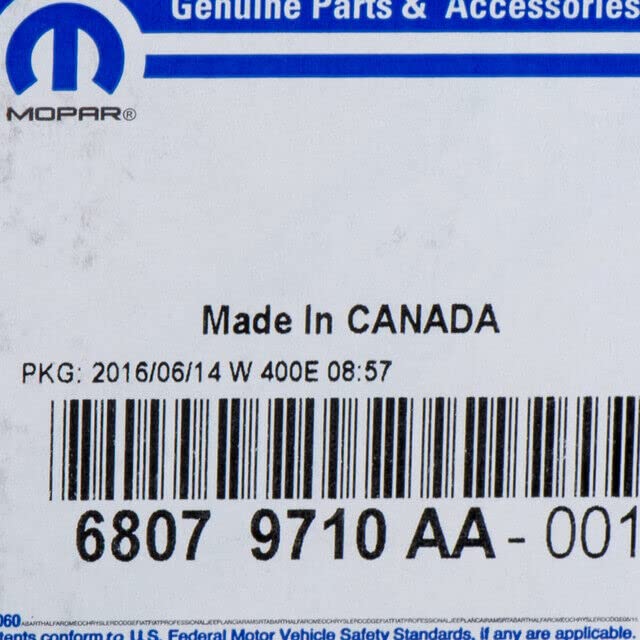 Genuine Parts & Accessories
MOPAR®
Made In CANADA
PKG: 2016/06/14 W 400E 08:57
6807 9710 AA - 001
060
conform to U.S. Federal Motor Vehicle Safety Standards, if any are applicable.